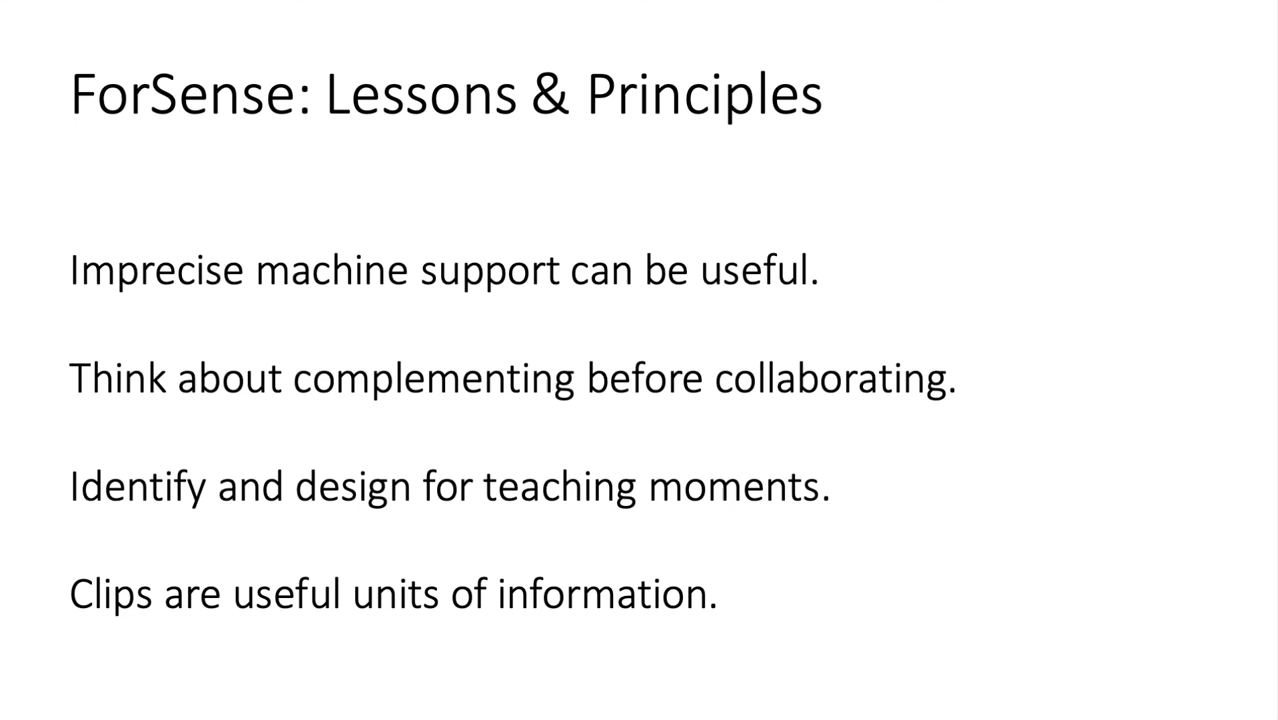 ForSense: Lessons & Principles
Imprecise machine support can be useful.
Think about complementing before collaborating.
Identify and design for teaching moments.
Clips are useful units of information.